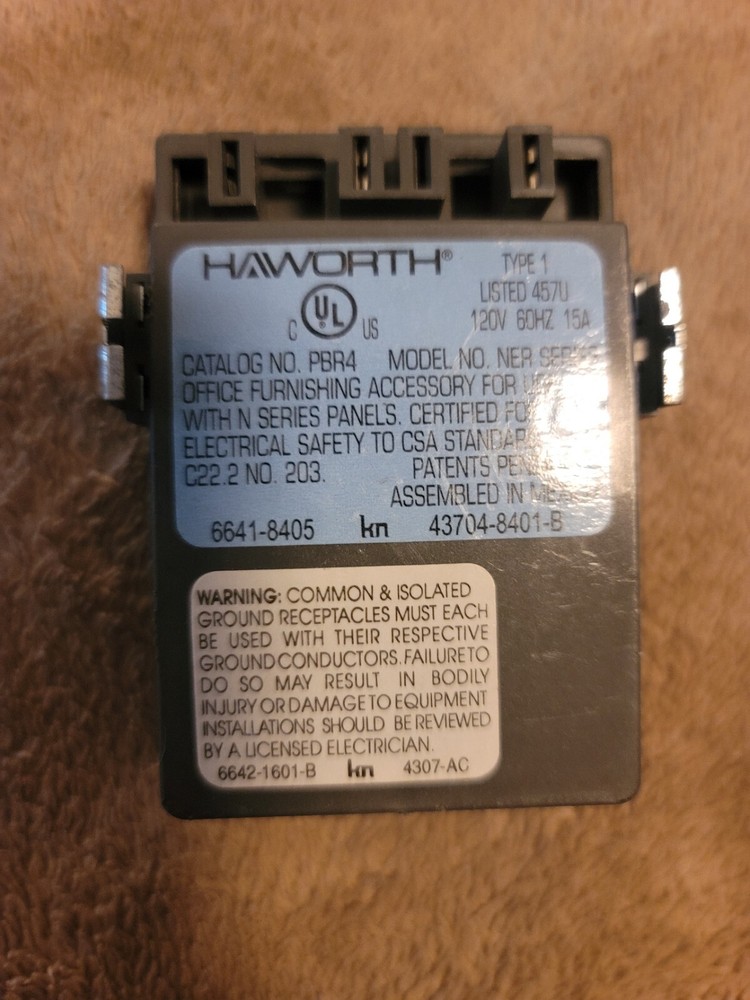 HAWORTH®
TYPE 1
LISTED 457U
120V 60HZ 15A
C UL US
CATALOG NO. PBR4 MODEL NO. NER SERIES
OFFICE FURNISHING ACCESSORY FOR
WITH N SERIES PANELS. CERTIFIED
ELECTRICAL SAFETY TO CSA
C22.2 NO. 203. PATENTS
ASSEMBLED IN
6641-8405 kn 43704-8401-B
WARNING: COMMON & ISOLATED
GROUND RECEPTACLES MUST EACH
BE USED WITH THEIR RESPECTIVE
GROUND CONDUCTORS. FAILURE TO
DO SO MAY RESULT IN BODILY
INJURY OR DAMAGE TO EQUIPMENT
INSTALLATIONS SHOULD BE REVIEWED
BY A LICENSED ELECTRICIAN.
6642-1601-B kn 4307-AC